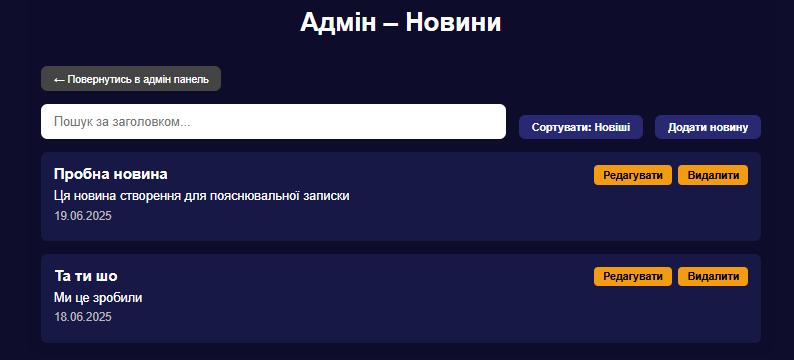 Адмін – Новини
← Повернутись в адмін панель
Пошук за заголовком...
Сортувати: Новіші
Додати новину
Пробна новина
Редагувати
Видалити
Ця новина створення для пояснювальної записки
19.06.2025
Та ти шо
Редагувати
Видалити
Ми це зробили
18.06.2025